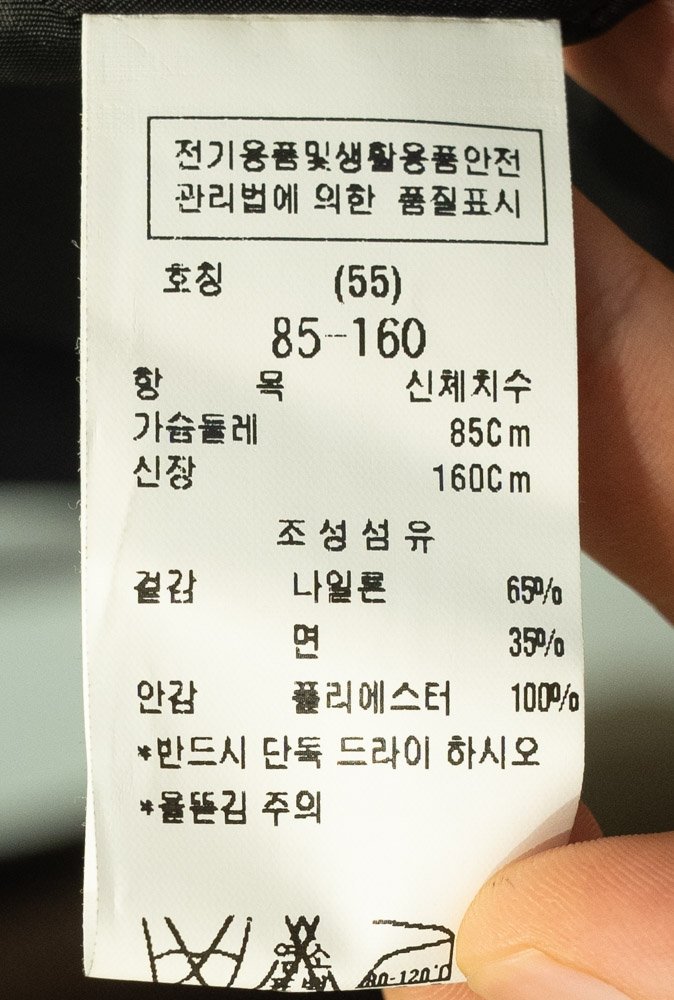 전기용품및생활용품안전
관리법에 의한 품질표시
호칭 (55)
85-160
항 목 신체치수
가슴둘레 85Cm
신장 160Cm
조성섬유
겉감 나일론 65%
면 35%
안감 폴리에스터 100%
*반드시 단독 드라이 하시오
*올뜯김 주의
염소
80-120℃